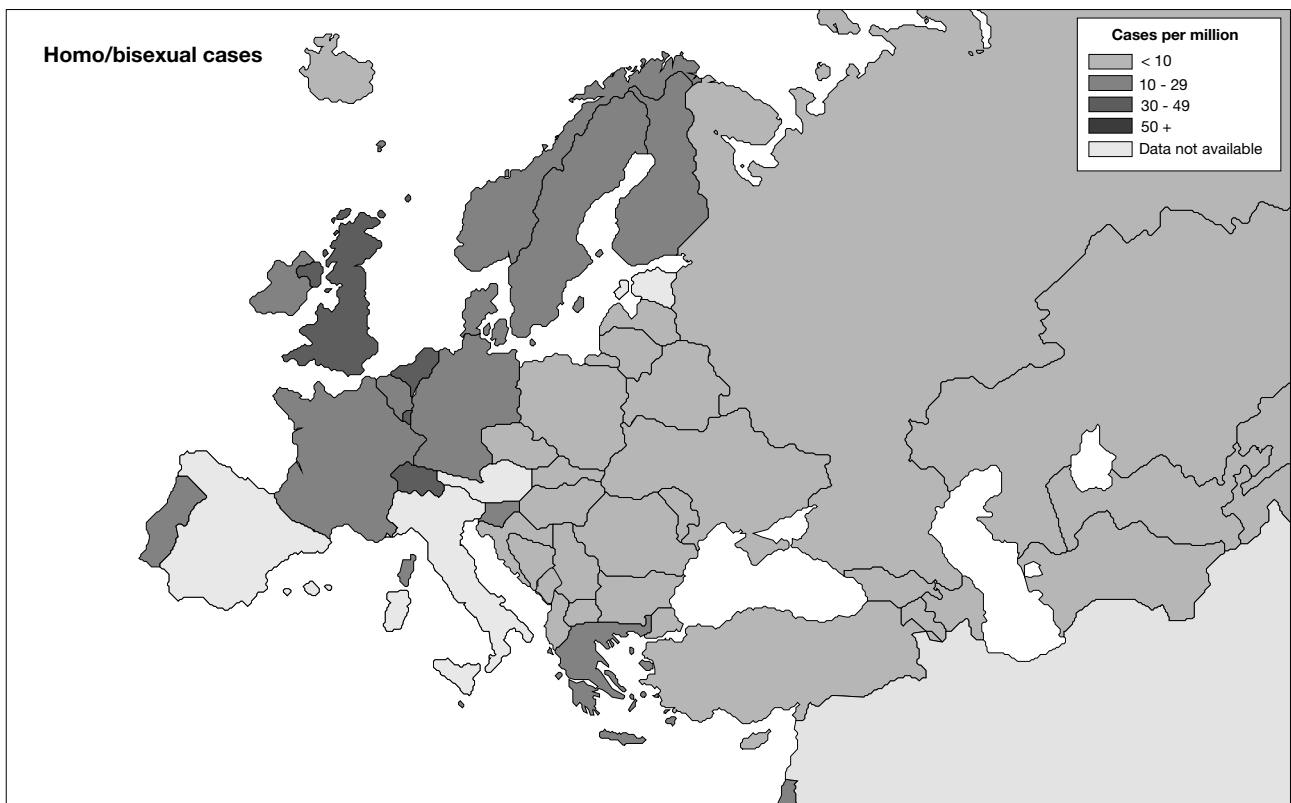 Homo/bisexual cases
Cases per million
< 10
10 - 29
30 - 49
50 +
Data not available